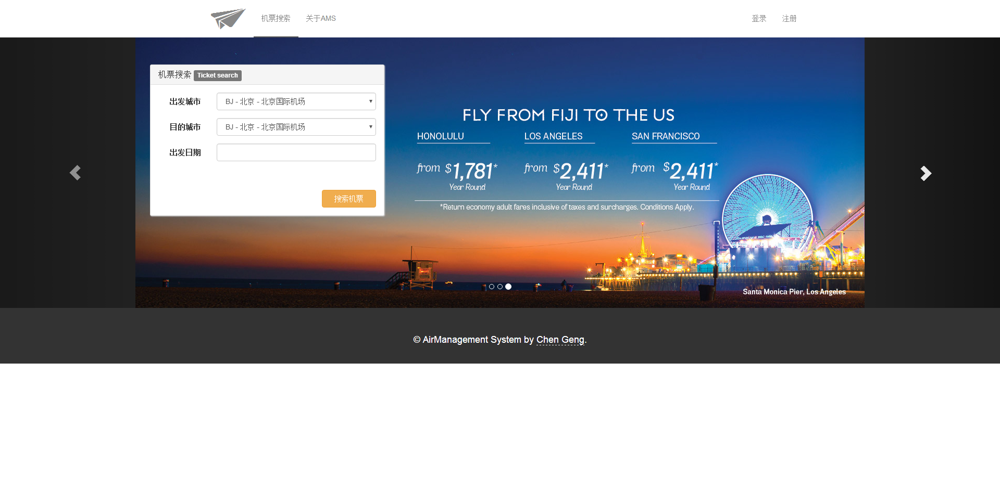 机票搜索 关于AMS 登录 注册
机票搜索 Ticket search
出发城市 BJ - 北京 - 北京国际机场
目的城市 BJ - 北京 - 北京国际机场
出发日期
搜索机票
FLY FROM FIJI TO THE US
HONOLULU LOS ANGELES SAN FRANCISCO
from $1,781* from $2,411* from $2,411*
Year Round Year Round Year Round
*Return economy adult fares inclusive of taxes and surcharges. Conditions Apply.
Santa Monica Pier, Los Angeles
© AirManagement System by Chen Geng.